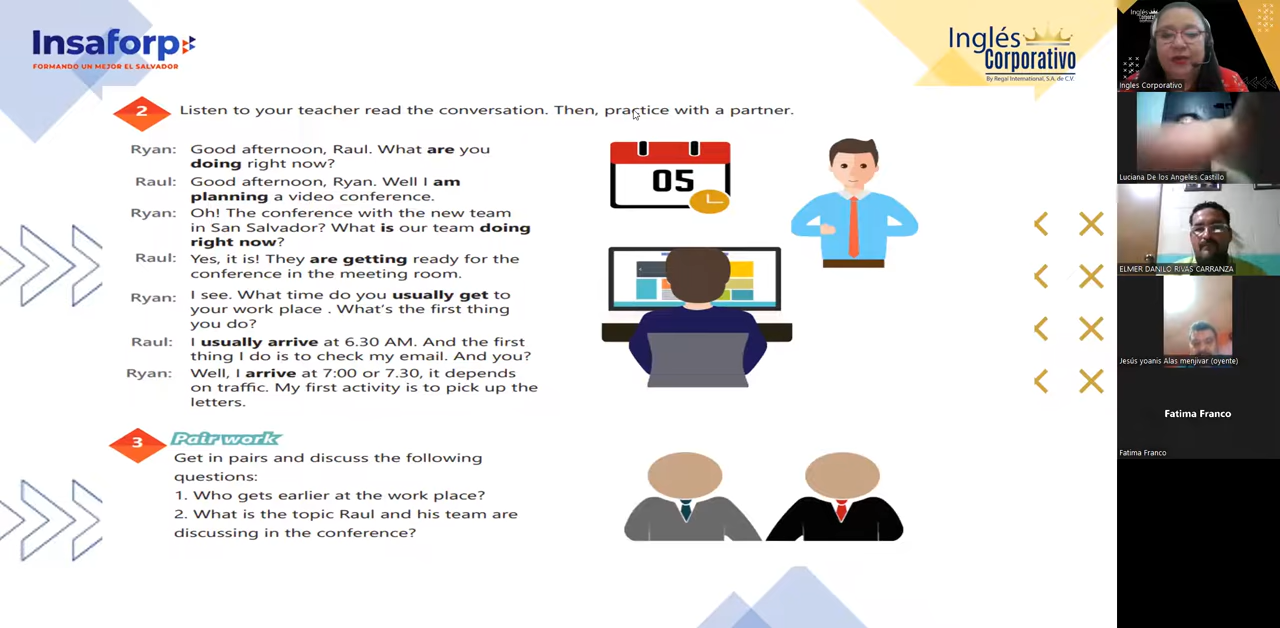 Insaforp
FORMANDO UN MEJOR EL SALVADOR
Inglés
Corporativo
By Regal International, S.A. de C.V.
2
Listen to your teacher read the conversation. Then, practice with a partner.
Ryan: Good afternoon, Raul. What are you
doing right now?
Raul: Good afternoon, Ryan. Well I am
planning a video conference.
Ryan: Oh! The conference with the new team
in San Salvador? What is our team doing
right now?
Raul: Yes, it is! They are getting ready for the
conference in the meeting room.
Ryan: I see. What time do you usually get to
your work place . What's the first thing
you do?
Raul: I usually arrive at 6.30 AM. And the first
thing I do is to check my email. And you?
Ryan: Well, I arrive at 7:00 or 7.30, it depends
on traffic. My first activity is to pick up the
letters.
05
3
Pair work
Get in pairs and discuss the following
questions:
1. Who gets earlier at the work place?
2. What is the topic Raul and his team are
discussing in the conference?
Inglés
Ingles Corporativo
Luciana De los Angeles Castillo
ELMER DANILO RIVAS CARRANZA
Jesús yoanis Alas menjivar (oyente)
Fatima Franco
Fatima Franco